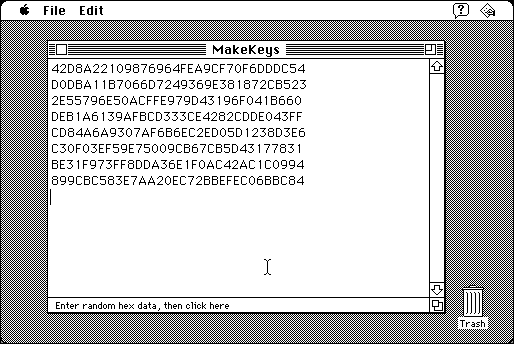 File Edit
MakeKeys
42D8A22109876964FEA9CF70F6DDDC54
D0DBA11B7066D7249369E381872CB523
2E55796E50ACFFE979D43196F041B660
DEB1A6139AFBCD333CE4282CDDE043FF
CD84A6A9307AF6B6EC2ED05D1238D3E6
C30F03EF59E75009CB67CB5D43177831
BE31F973FF8DDA36E1F0AC42AC1C0994
899CBC583E7AA20EC72BBEFEC06BBC84
Enter random hex data, then click here
Trash